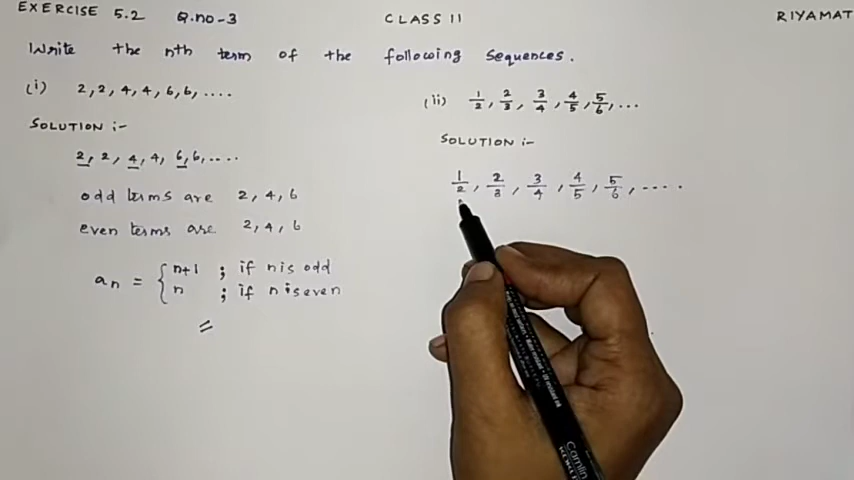 EXERCISE 5.2 Q.no-3 CLASS 11 RIYAMAT
Write the nth term of the following sequences.
(i) 2,2,4,4,6,6,....
SOLUTION :-
2, 2, 4, 4, 6, 6, ....
odd terms are 2, 4, 6
even terms are 2, 4, 6
an = { n+1 ; if n is odd
n ; if n is even
(ii) 1/2, 2/3, 3/4, 4/5, 5/6, ...
SOLUTION :-
1/2, 2/3, 3/4, 4/5, 5/6, ....
Camlin